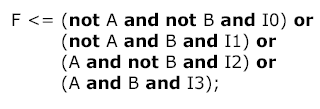 F <= (not A and not B and I0) or
(not A and B and I1) or
(A and not B and I2) or
(A and B and I3);